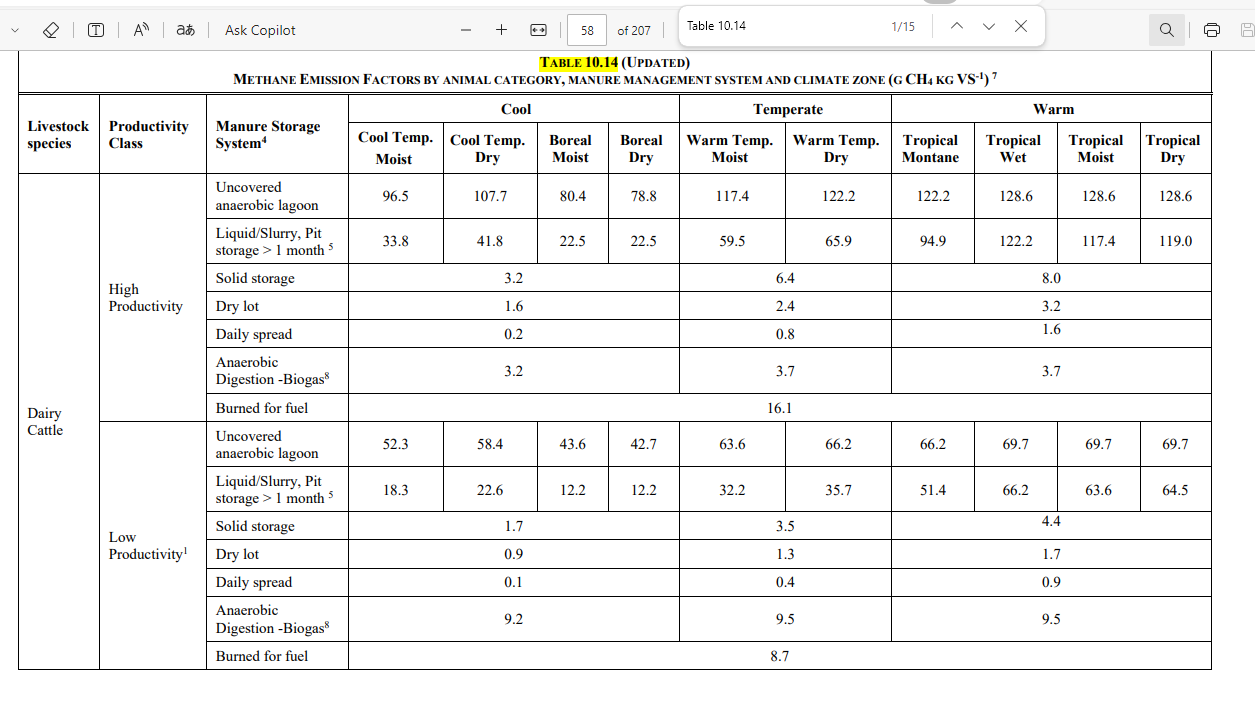 Ask Copilot
58 of 207
Table 10.14 1/15
TABLE 10.14 (UPDATED)
METHANE EMISSION FACTORS BY ANIMAL CATEGORY, MANURE MANAGEMENT SYSTEM AND CLIMATE ZONE (G CH4 KG VS-1) 7
Livestock species Productivity Class Manure Storage System4 Cool Temperate Warm
Cool Temp. Moist Cool Temp. Dry Boreal Moist Boreal Dry Warm Temp. Moist Warm Temp. Dry Tropical Montane Tropical Wet Tropical Moist Tropical Dry
Dairy Cattle
High Productivity
Uncovered anaerobic lagoon 96.5 107.7 80.4 78.8 117.4 122.2 122.2 128.6 128.6 128.6
Liquid/Slurry, Pit storage > 1 month 5 33.8 41.8 22.5 22.5 59.5 65.9 94.9 122.2 117.4 119.0
Solid storage 3.2 6.4 8.0
Dry lot 1.6 2.4 3.2
Daily spread 0.2 0.8 1.6
Anaerobic Digestion -Biogas8 3.2 3.7 3.7
Burned for fuel 16.1
Low Productivity1
Uncovered anaerobic lagoon 52.3 58.4 43.6 42.7 63.6 66.2 66.2 69.7 69.7 69.7
Liquid/Slurry, Pit storage > 1 month 5 18.3 22.6 12.2 12.2 32.2 35.7 51.4 66.2 63.6 64.5
Solid storage 1.7 3.5 4.4
Dry lot 0.9 1.3 1.7
Daily spread 0.1 0.4 0.9
Anaerobic Digestion -Biogas8 9.2 9.5 9.5
Burned for fuel 8.7